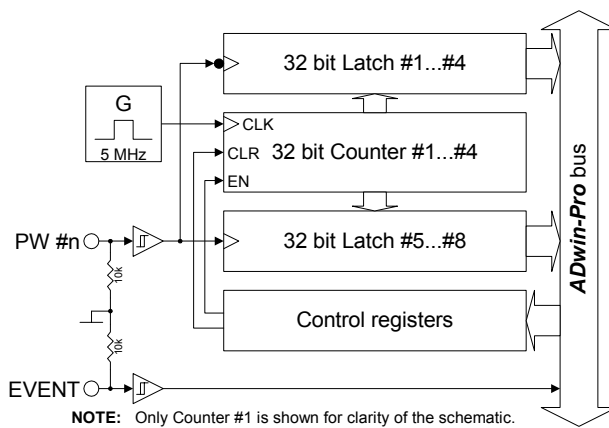 32 bit Latch #1...#4
G
5 MHz
CLK
CLR
EN
32 bit Counter #1...#4
PW #n
32 bit Latch #5...#8
10k
10k
Control registers
EVENT
ADwin-Pro bus
NOTE: Only Counter #1 is shown for clarity of the schematic.